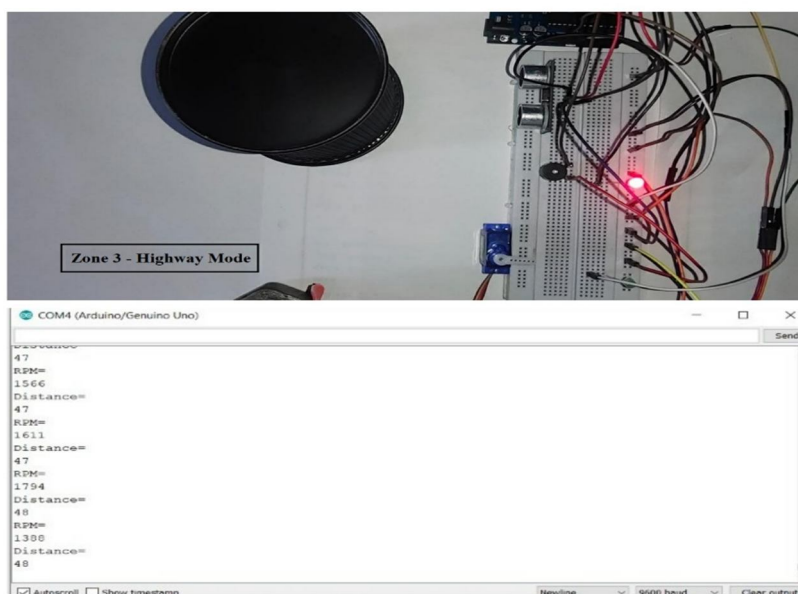 Zone 3 - Highway Mode
COM4 (Arduino/Genuino Uno)
Send
Distance
47
RPM=
1566
Distance=
47
RPM=
1611
Distance=
47
RPM=
1794
Distance=
48
RPM=
1388
Distance=
48
Autoscroll Show timestamp Newline 9600 baud Clear output